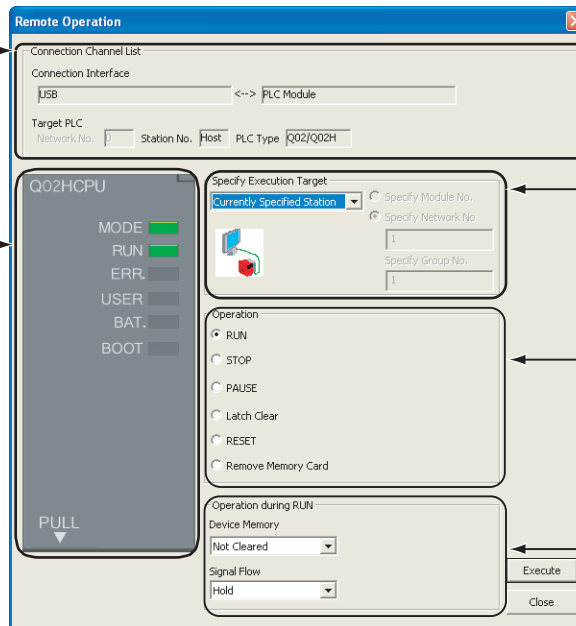 Remote Operation
Connection Channel List
Connection Interface
USB <--> PLC Module
Target PLC
Network No. 0 Station No. Host PLC Type Q02/Q02H
Q02HCPU
MODE
RUN
ERR.
USER
BAT.
BOOT
PULL
Specify Execution Target
Currently Specified Station
Specify Module No.
Specify Network No
1
Specify Group No.
1
Operation
RUN
STOP
PAUSE
Latch Clear
RESET
Remove Memory Card
Operation during RUN
Device Memory
Not Cleared
Signal Flow
Hold
Execute
Close